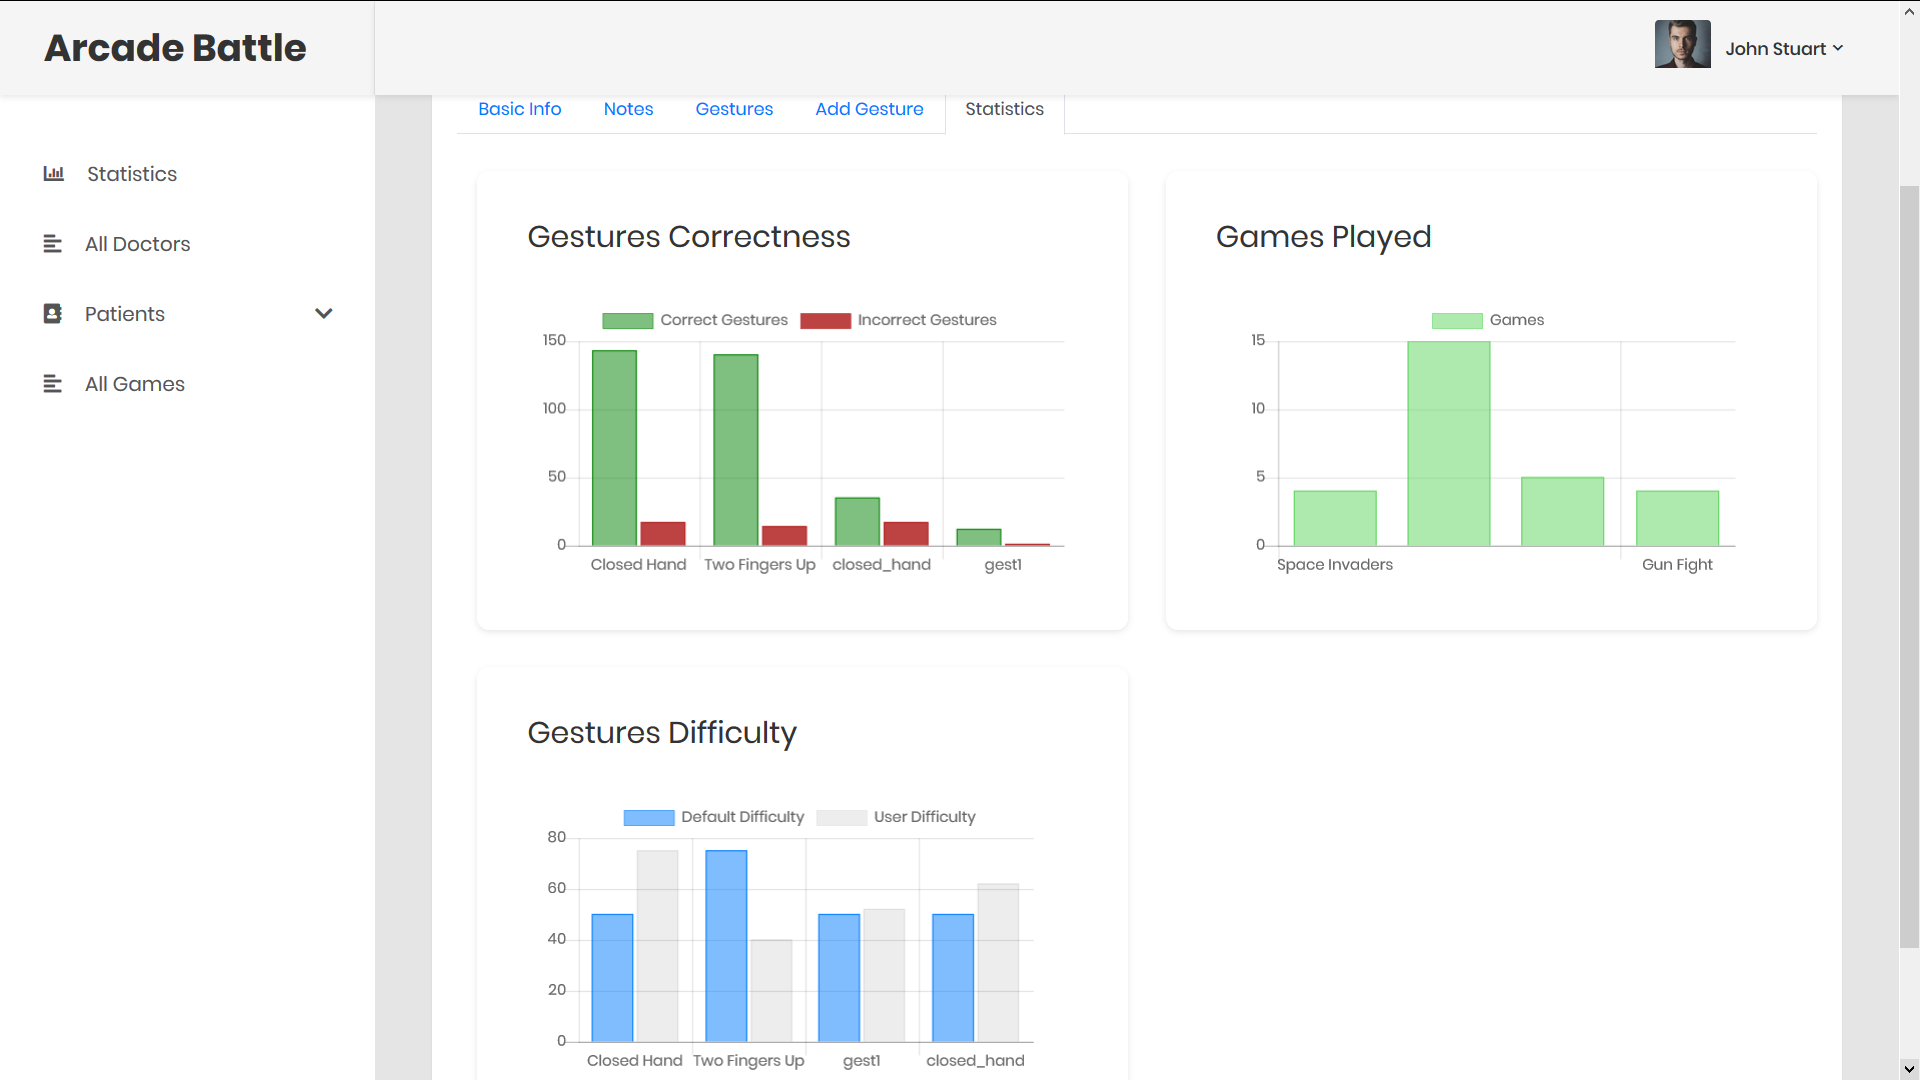 Arcade Battle
John Stuart
Basic Info Notes Gestures Add Gesture Statistics
Statistics
All Doctors
Patients
All Games
Gestures Correctness
Correct Gestures Incorrect Gestures
150
100
50
0
Closed Hand Two Fingers Up closed_hand gest1
Games Played
Games
15
10
5
0
Space Invaders Gun Fight
Gestures Difficulty
Default Difficulty User Difficulty
80
60
40
20
0
Closed Hand Two Fingers Up gest1 closed_hand